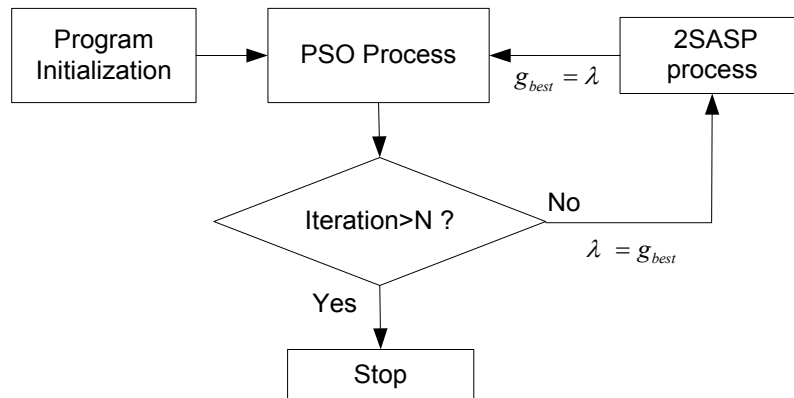 Program
Initialization
PSO Process
2SASP
process
g_best = λ
Iteration>N ?
No
λ = g_best
Yes
Stop